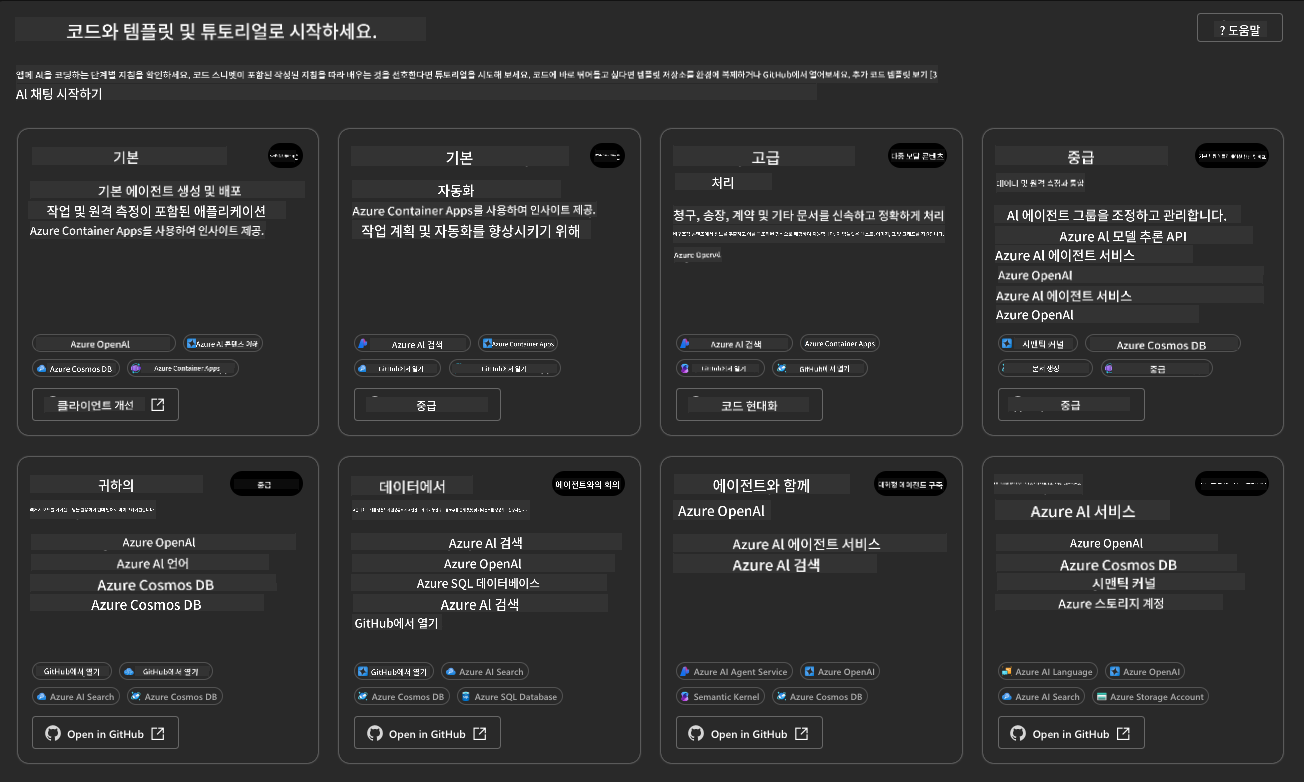 코드와 템플릿 및 튜토리얼로 시작하세요.
? 도움말
앱에 AI을 코딩하는 단계별 지침을 확인하세요. 코드 스니펫이 포함된 작성된 지침을 따라 배우는 것을 선호한다면 튜토리얼을 시도해 보세요. 코드에 바로 뛰어들고 싶다면 템플릿 저장소를 환경에 복제하거나 GitHub에서 열어보세요. 추가 코드 템플릿 보기 [3
AI 채팅 시작하기
기본
기본 에이전트 생성 및 배포
작업 및 원격 측정이 포함된 애플리케이션
Azure Container Apps를 사용하여 인사이트 제공.
Azure OpenAI
Azure AI 콘텐츠 이해
Azure Cosmos DB
Azure Container Apps
클라이언트 개선
기본
자동화
Azure Container Apps를 사용하여 인사이트 제공.
작업 계획 및 자동화를 향상시키기 위해
Azure AI 검색
Azure Container Apps
GitHub에서 열기
GitHub에서 열기
중급
고급
다중 모달 콘텐츠
처리
청구, 송장, 계약 및 기타 문서를 신속하고 정확하게 처리
Azure OpenAI
Azure AI 검색
Azure Container Apps
GitHub에서 열기
GitHub에서 열기
코드 현대화
중급
데이터 및 원격 측정과 통합
AI 에이전트 그룹을 조정하고 관리합니다.
Azure AI 모델 추론 API
Azure AI 에이전트 서비스
Azure OpenAI
Azure AI 에이전트 서비스
Azure OpenAI
시맨틱 커널
Azure Cosmos DB
문서 생성
중급
중급
귀하의
중급
Azure OpenAI
Azure AI 언어
Azure Cosmos DB
Azure Cosmos DB
GitHub에서 열기
GitHub에서 열기
Azure AI Search
Azure Cosmos DB
Open in GitHub
데이터에서
에이전트와의 회의
Azure AI 검색
Azure OpenAI
Azure SQL 데이터베이스
Azure AI 검색
GitHub에서 열기
GitHub에서 열기
Azure AI Search
Azure Cosmos DB
Azure SQL Database
Open in GitHub
에이전트와 함께
대화형 에이전트 구축
Azure OpenAI
Azure AI 에이전트 서비스
Azure AI 검색
Azure AI Agent Service
Azure OpenAI
Semantic Kernel
Azure Cosmos DB
Open in GitHub
Azure AI 서비스
Azure OpenAI
Azure Cosmos DB
시맨틱 커널
Azure 스토리지 계정
Azure AI Language
Azure OpenAI
Azure AI Search
Azure Storage Account
Open in GitHub